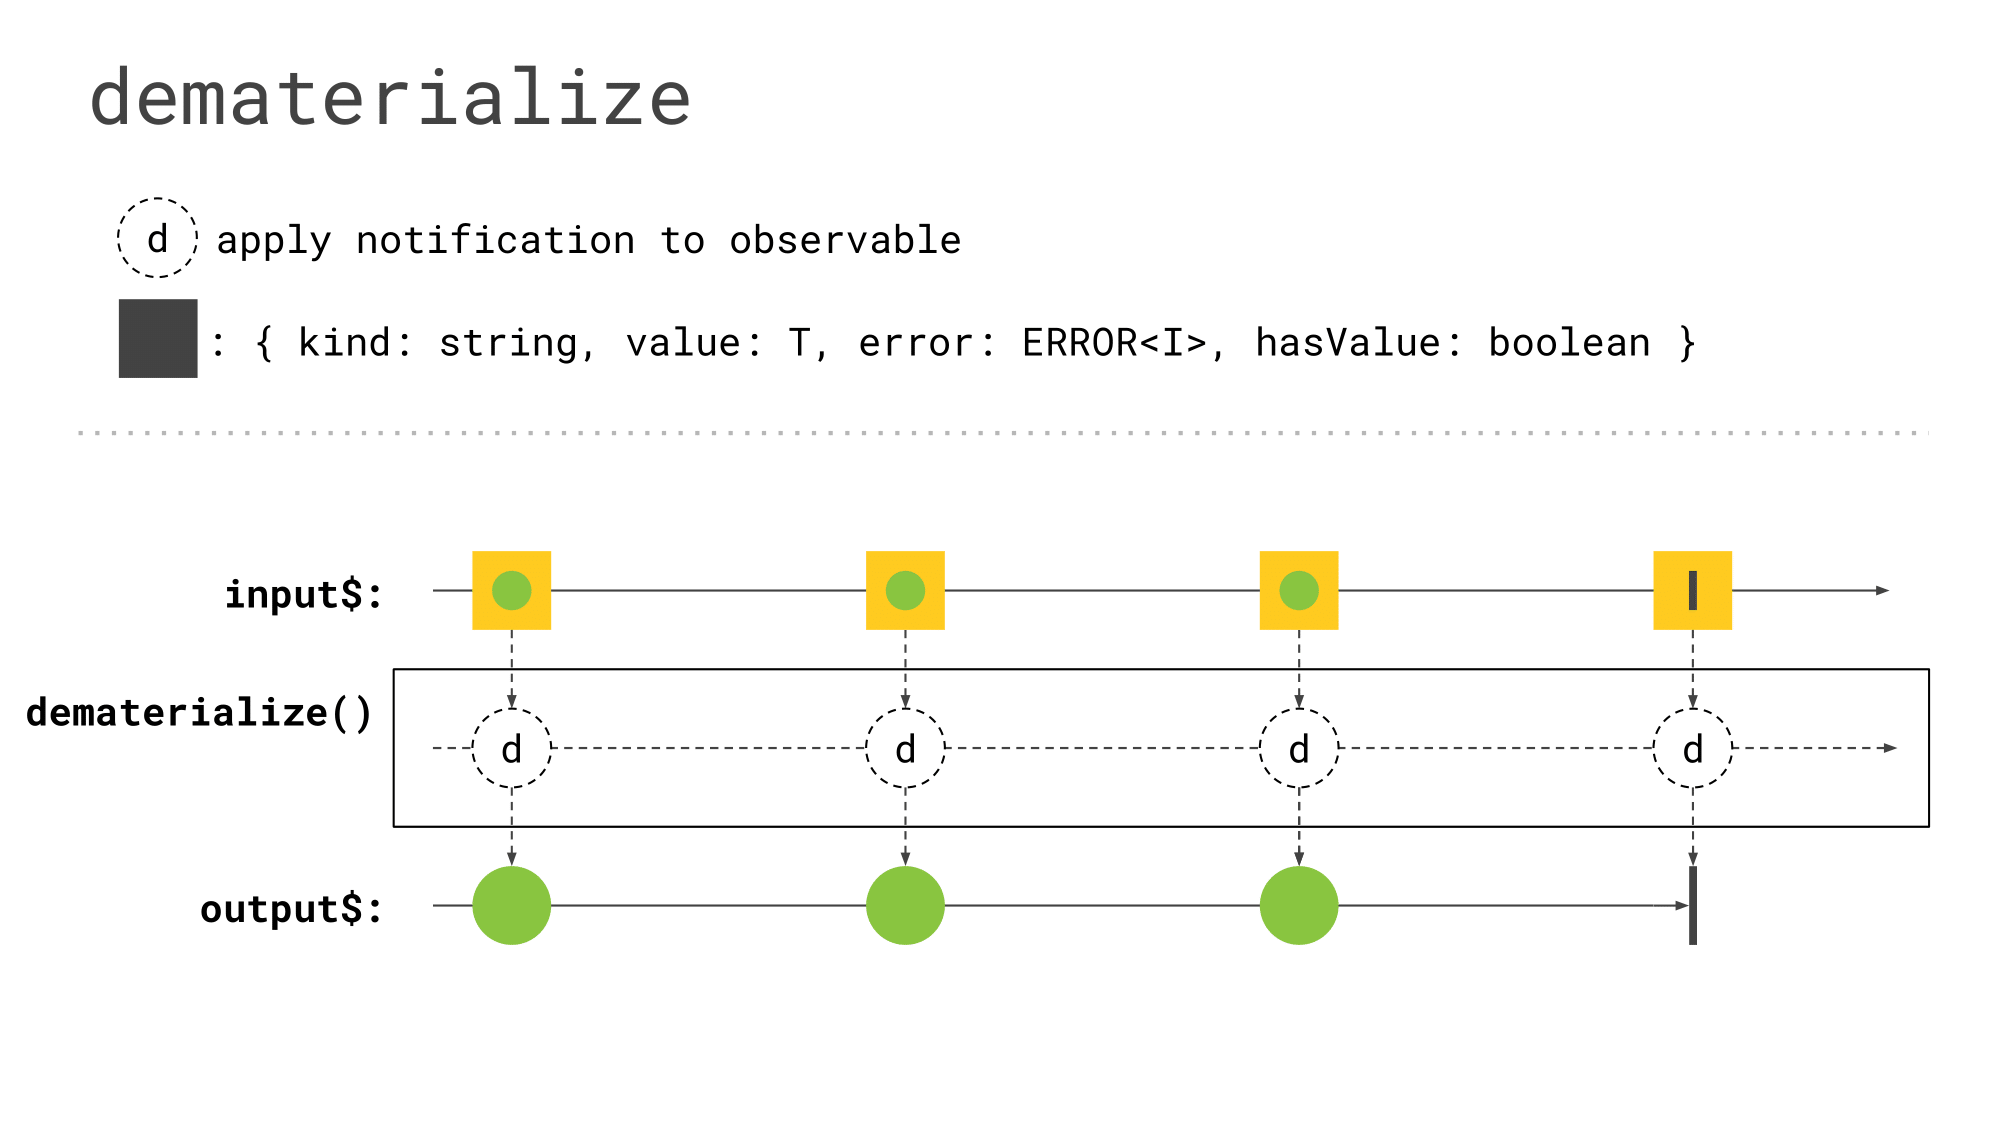 dematerialize
d apply notification to observable
: { kind: string, value: T, error: ERROR<I>, hasValue: boolean }
input$:
dematerialize()
d d d d
output$: